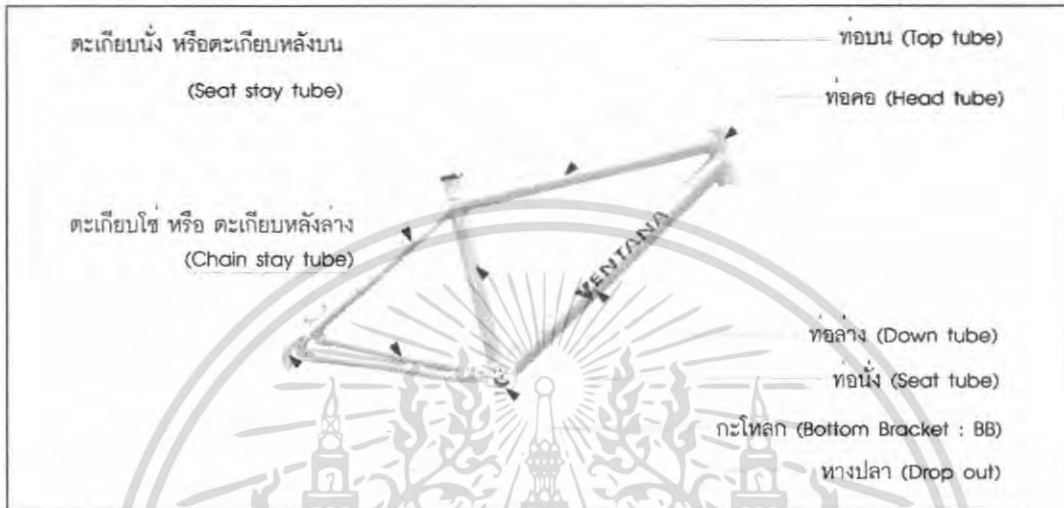 ตะเกียบนั่ง หรือตะเกียบหลังบน
(Seat stay tube)
ท่อบน (Top tube)
ท่อคอ (Head tube)
ตะเกียบโซ่ หรือ ตะเกียบหลังล่าง
(Chain stay tube)
VENTANA
ท่อล่าง (Down tube)
ท่อนั่ง (Seat tube)
กะโหลก (Bottom Bracket : BB)
หางปลา (Drop out)